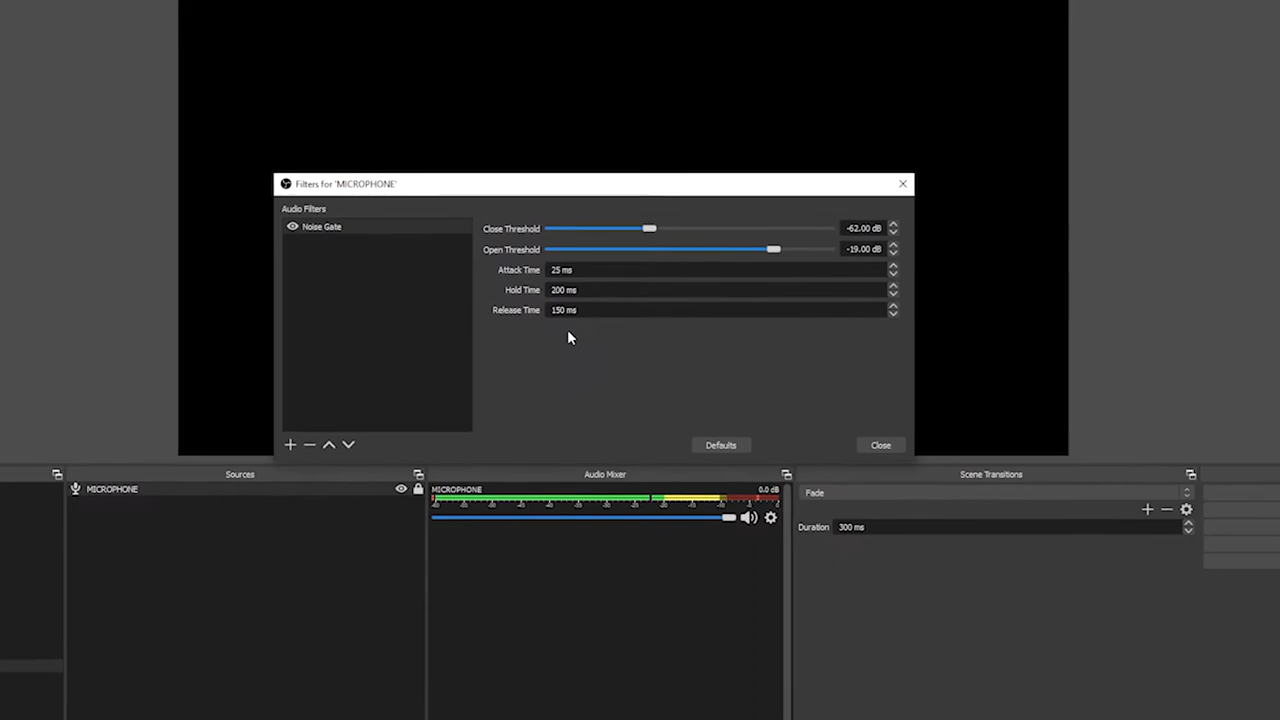 Filters for 'MICROPHONE'
Audio Filters
Noise Gate
Close Threshold -62.00 dB
Open Threshold -19.00 dB
Attack Time 25 ms
Hold Time 200 ms
Release Time 150 ms
Defaults Close
Sources Audio Mixer Scene Transitions
MICROPHONE
MICROPHONE 0.0 dB
Fade
Duration 300 ms